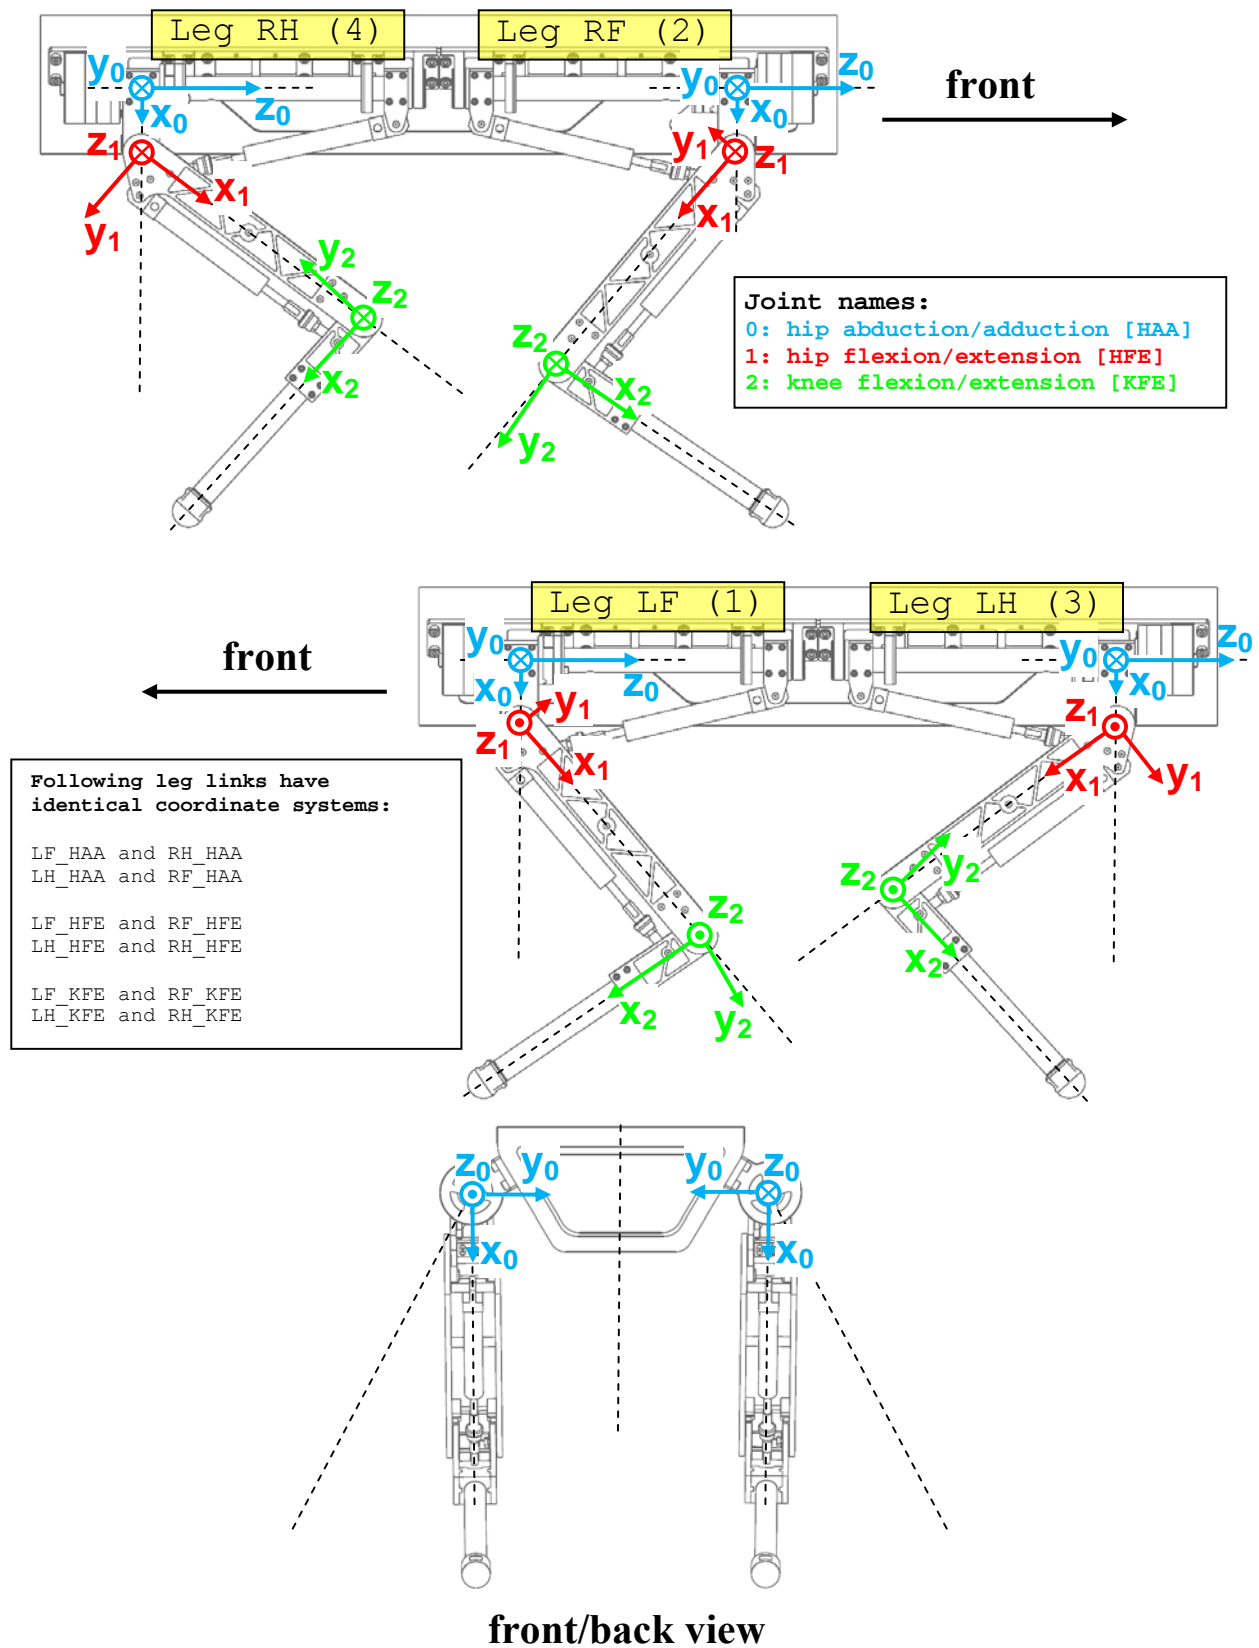 Leg RH (4)
Leg RF (2)
y0
z0
x0
y0
z0
x0
front
z1
x1
y1
y1
z1
x1
y2
z2
x2
z2
x2
y2
Joint names:
0: hip abduction/adduction [HAA]
1: hip flexion/extension [HFE]
2: knee flexion/extension [KFE]
Leg LF (1)
Leg LH (3)
front
y0
z0
x0
y0
z0
x0
y1
z1
x1
z1
x1
y1
Following leg links have
identical coordinate systems:
LF_HAA and RH_HAA
LH_HAA and RF_HAA
LF_HFE and RF_HFE
LH_HFE and RH_HFE
LF_KFE and RF_KFE
LH_KFE and RH_KFE
z2
x2
y2
z2
y2
x2
z0
y0
x0
y0
z0
x0
front/back view